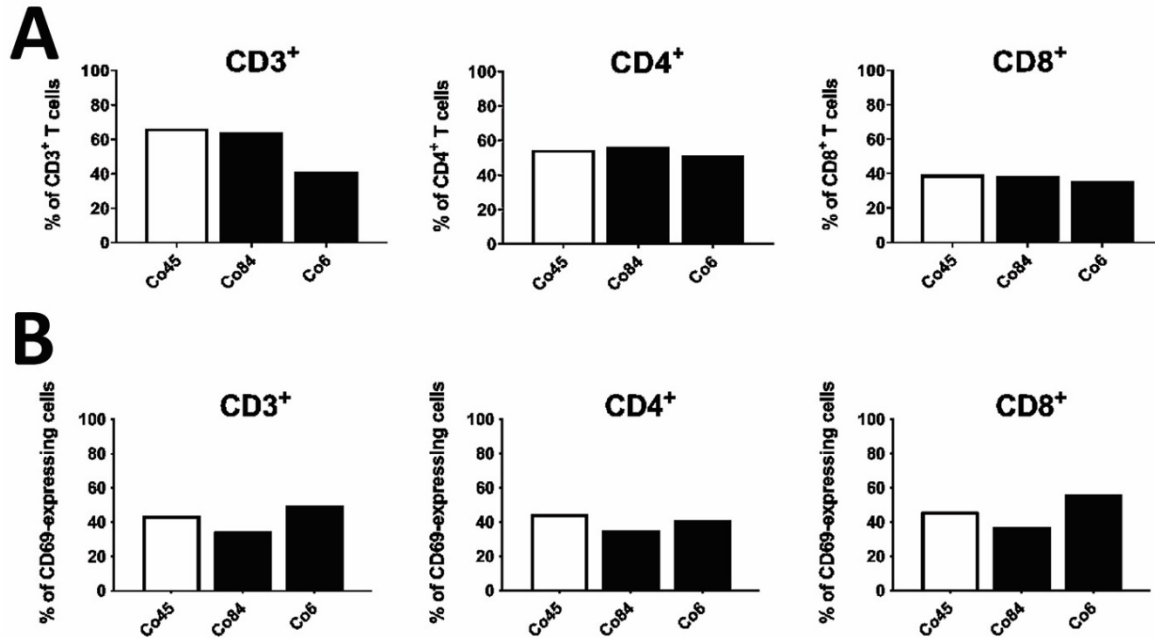 A
CD3⁺
% of CD3⁺ T cells
100
80
60
40
20
0
Co45
Co84
Co6
CD4⁺
% of CD4⁺ T cells
100
80
60
40
20
0
Co45
Co84
Co6
CD8⁺
% of CD8⁺ T cells
100
80
60
40
20
0
Co45
Co84
Co6
B
CD3⁺
% of CD69-expressing cells
100
80
60
40
20
0
Co45
Co84
Co6
CD4⁺
% of CD69-expressing cells
100
80
60
40
20
0
Co45
Co84
Co6
CD8⁺
% of CD69-expressing cells
100
80
60
40
20
0
Co45
Co84
Co6